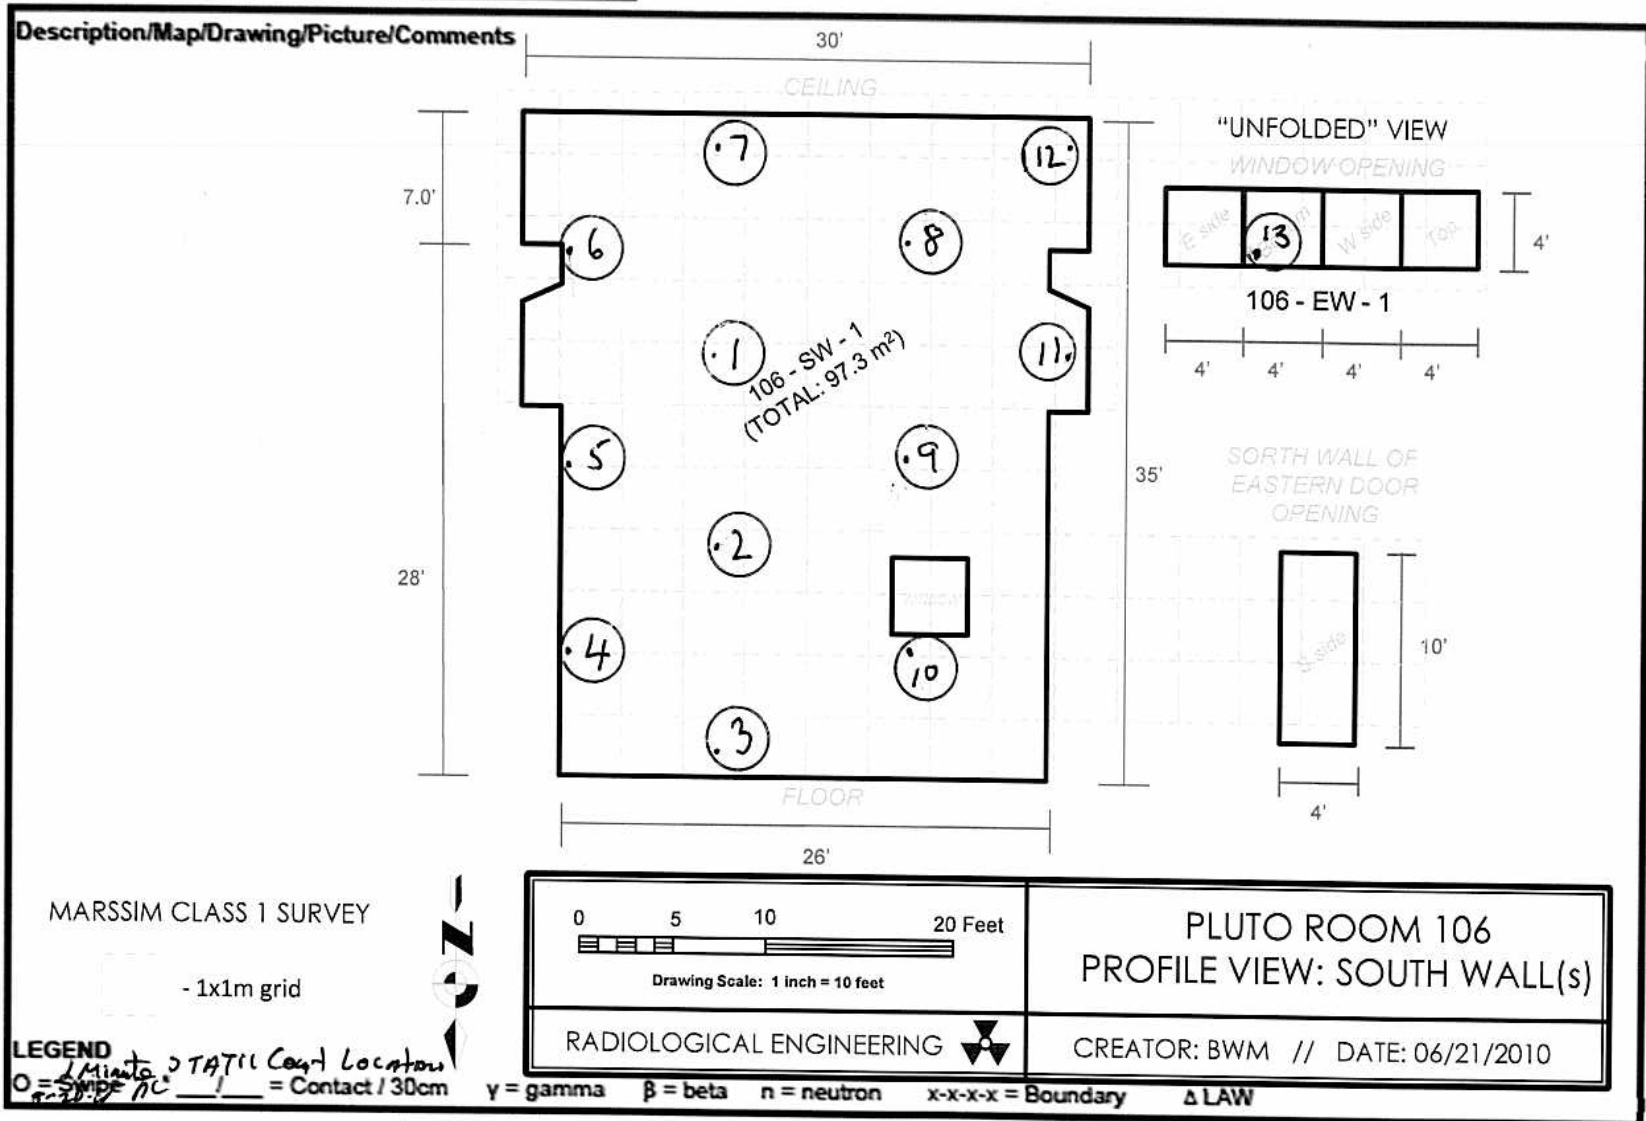 Description/Map/Drawing/Picture/Comments
30'
CEILING
7
12
"UNFOLDED" VIEW
WINDOW OPENING
7.0'
6
8
E side
13
W side
Top
4'
106 - EW - 1
1
11
106 - SW - 1
(TOTAL: 97.3 m²)
4'
4'
4'
4'
5
9
35'
SORTH WALL OF
EASTERN DOOR
OPENING
2
28'
WINDOW
4
10
S side
10'
3
FLOOR
4'
26'
MARSSIM CLASS 1 SURVEY
N
- 1x1m grid
0 5 10 20 Feet
Drawing Scale: 1 inch = 10 feet
PLUTO ROOM 106
PROFILE VIEW: SOUTH WALL(s)
RADIOLOGICAL ENGINEERING
CREATOR: BWM // DATE: 06/21/2010
LEGEND
1 Minute STATIC Count Locations
O = Swipe ___/___ = Contact / 30cm γ = gamma β = beta n = neutron x-x-x-x = Boundary Δ LAW